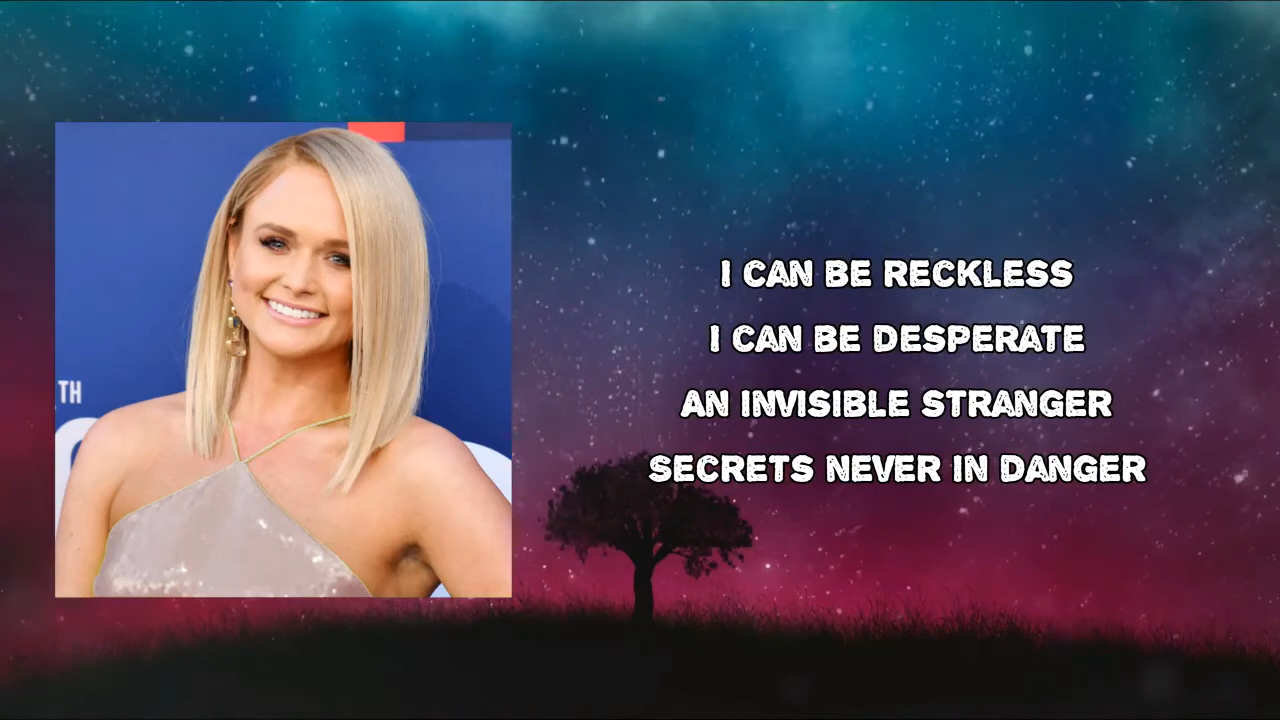 TH
I CAN BE RECKLESS
I CAN BE DESPERATE
AN INVISIBLE STRANGER
SECRETS NEVER IN DANGER